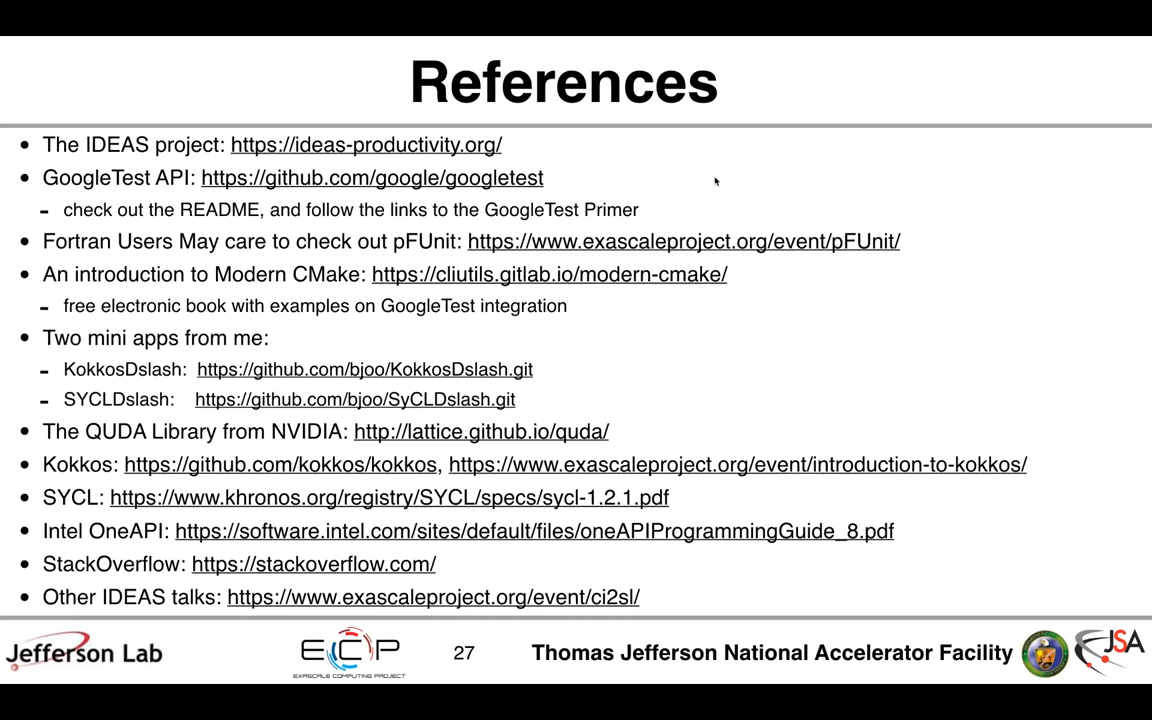 References
• The IDEAS project: https://ideas-productivity.org/
• GoogleTest API: https://github.com/google/googletest
- check out the README, and follow the links to the GoogleTest Primer
• Fortran Users May care to check out pFUnit: https://www.exascaleproject.org/event/pFUnit/
• An introduction to Modern CMake: https://cliutils.gitlab.io/modern-cmake/
- free electronic book with examples on GoogleTest integration
• Two mini apps from me:
- KokkosDslash: https://github.com/bjoo/KokkosDslash.git
- SYCLDslash: https://github.com/bjoo/SyCLDslash.git
• The QUDA Library from NVIDIA: http://lattice.github.io/quda/
• Kokkos: https://github.com/kokkos/kokkos, https://www.exascaleproject.org/event/introduction-to-kokkos/
• SYCL: https://www.khronos.org/registry/SYCL/specs/sycl-1.2.1.pdf
• Intel OneAPI: https://software.intel.com/sites/default/files/oneAPIProgrammingGuide_8.pdf
• StackOverflow: https://stackoverflow.com/
• Other IDEAS talks: https://www.exascaleproject.org/event/ci2sl/
Jefferson Lab
ECP
EXASCALE COMPUTING PROJECT
27
Thomas Jefferson National Accelerator Facility
JSA